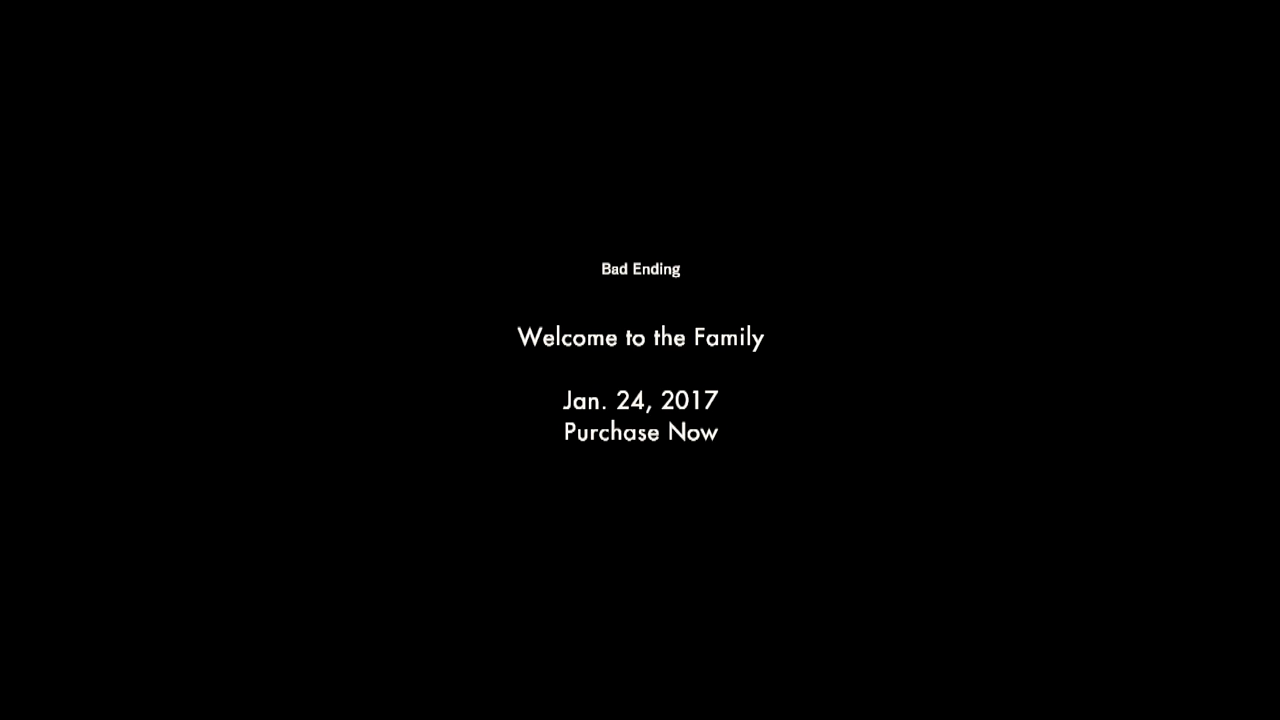 Bad Ending
Welcome to the Family
Jan. 24, 2017
Purchase Now